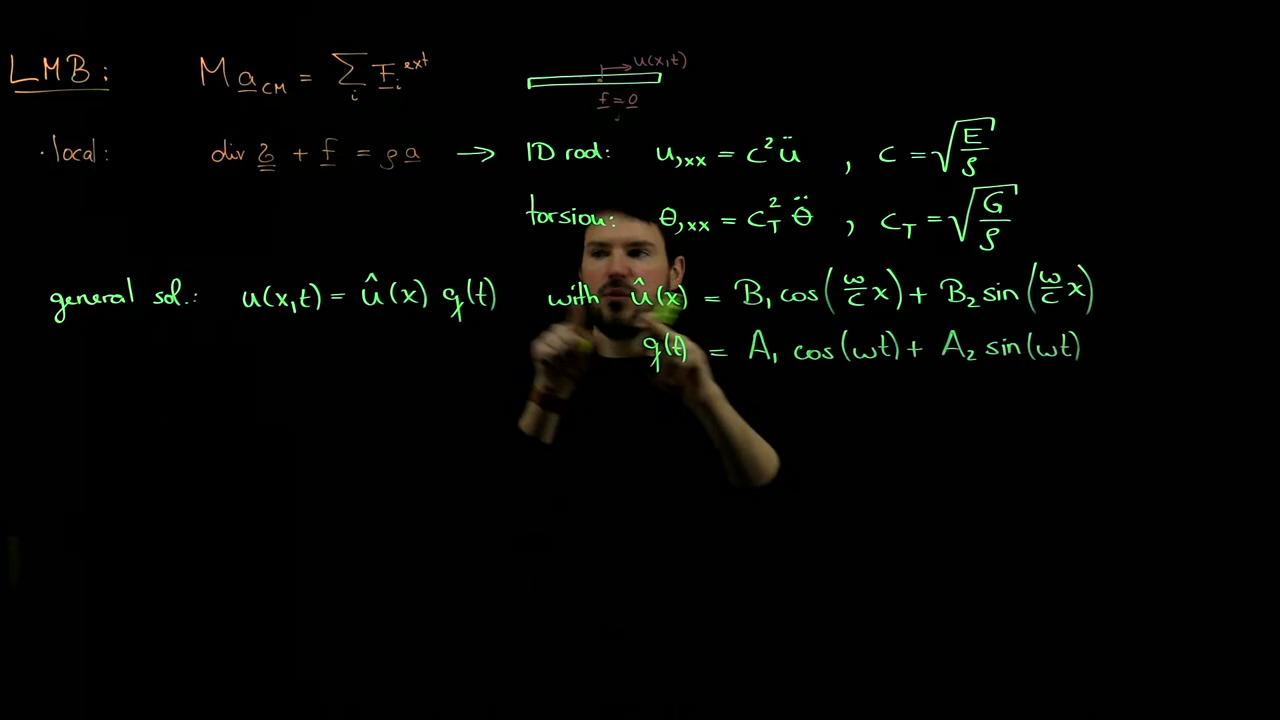 LMB: M a_CM = ∑_i F_i^ext
u(x,t)
f = 0
· local: div σ + f = ρ a → 1D rod: u,xx = c² ü , c = √(E/ρ)
torsion: θ,xx = c_T² θ̈ , c_T = √(G/ρ)
general sol.: u(x,t) = û(x) q(t) with û(x) = B₁ cos(ω/c x) + B₂ sin(ω/c x)
q(t) = A₁ cos(ωt) + A₂ sin(ωt)